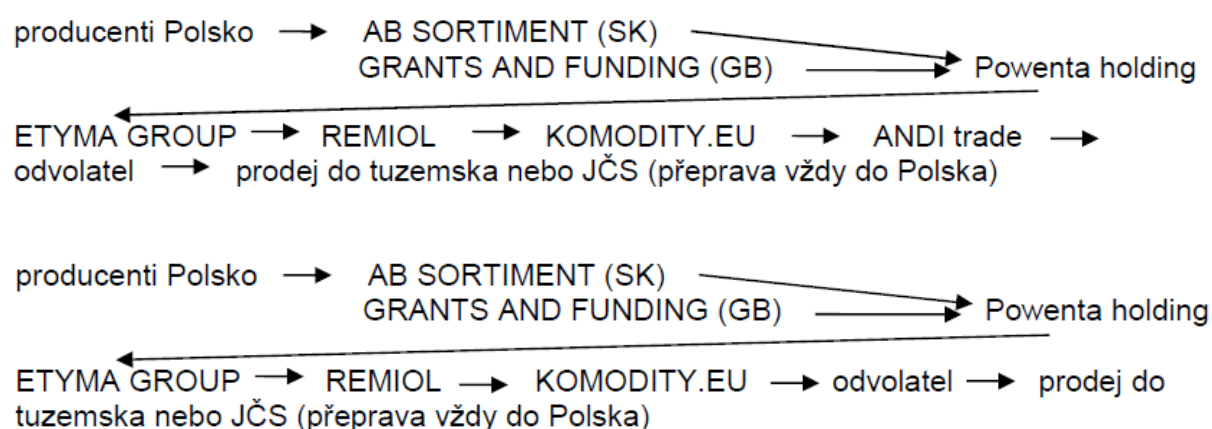 producenti Polsko → AB SORTIMENT (SK)
GRANTS AND FUNDING (GB) → Powenta holding
ETYMA GROUP → REMIOL → KOMODITY.EU → ANDI trade →
odvolatel → prodej do tuzemska nebo JČS (přeprava vždy do Polska)
producenti Polsko → AB SORTIMENT (SK)
GRANTS AND FUNDING (GB) → Powenta holding
ETYMA GROUP → REMIOL → KOMODITY.EU → odvolatel → prodej do
tuzemska nebo JČS (přeprava vždy do Polska)